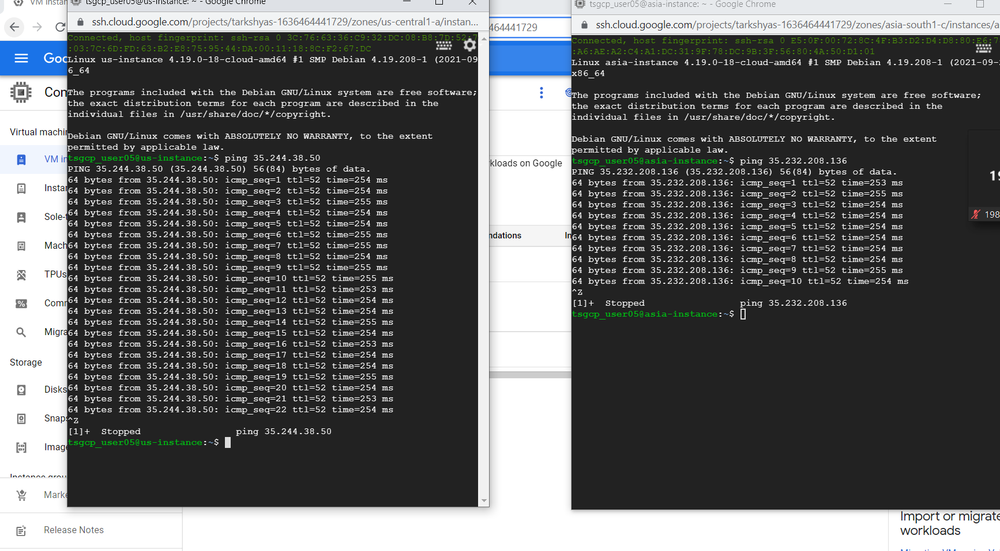 VM Instan
tsgcp_user05@us-instance: ~ - Google Chrome
ssh.cloud.google.com/projects/tarkshyas-1636464441729/zones/us-central1-a/instan...
Connected, host fingerprint: ssh-rsa 0 3C:76:63:36:C9:32:DC:08:B8:7D:52:7
:03:7C:6D:FD:63:B2:E8:75:95:44:DA:00:11:18:8C:F2:67:DC
Linux us-instance 4.19.0-18-cloud-amd64 #1 SMP Debian 4.19.208-1 (2021-09
6_64
The programs included with the Debian GNU/Linux system are free software;
the exact distribution terms for each program are described in the
individual files in /usr/share/doc/*/copyright.
Debian GNU/Linux comes with ABSOLUTELY NO WARRANTY, to the extent
permitted by applicable law.
tsgcp_user05@us-instance:~$ ping 35.244.38.50
PING 35.244.38.50 (35.244.38.50) 56(84) bytes of data.
64 bytes from 35.244.38.50: icmp_seq=1 ttl=52 time=254 ms
64 bytes from 35.244.38.50: icmp_seq=2 ttl=52 time=254 ms
64 bytes from 35.244.38.50: icmp_seq=3 ttl=52 time=255 ms
64 bytes from 35.244.38.50: icmp_seq=4 ttl=52 time=254 ms
64 bytes from 35.244.38.50: icmp_seq=5 ttl=52 time=254 ms
64 bytes from 35.244.38.50: icmp_seq=6 ttl=52 time=255 ms
64 bytes from 35.244.38.50: icmp_seq=7 ttl=52 time=255 ms
64 bytes from 35.244.38.50: icmp_seq=8 ttl=52 time=254 ms
64 bytes from 35.244.38.50: icmp_seq=9 ttl=52 time=255 ms
64 bytes from 35.244.38.50: icmp_seq=10 ttl=52 time=255 ms
64 bytes from 35.244.38.50: icmp_seq=11 ttl=52 time=253 ms
64 bytes from 35.244.38.50: icmp_seq=12 ttl=52 time=254 ms
64 bytes from 35.244.38.50: icmp_seq=13 ttl=52 time=254 ms
64 bytes from 35.244.38.50: icmp_seq=14 ttl=52 time=255 ms
64 bytes from 35.244.38.50: icmp_seq=15 ttl=52 time=254 ms
64 bytes from 35.244.38.50: icmp_seq=16 ttl=52 time=253 ms
64 bytes from 35.244.38.50: icmp_seq=17 ttl=52 time=254 ms
64 bytes from 35.244.38.50: icmp_seq=18 ttl=52 time=254 ms
64 bytes from 35.244.38.50: icmp_seq=19 ttl=52 time=255 ms
64 bytes from 35.244.38.50: icmp_seq=20 ttl=52 time=254 ms
64 bytes from 35.244.38.50: icmp_seq=21 ttl=52 time=253 ms
64 bytes from 35.244.38.50: icmp_seq=22 ttl=52 time=254 ms
^Z
[1]+ Stopped ping 35.244.38.50
tsgcp_user05@us-instance:~$
tsgcp_user05@asia-instance: ~ - Google Chrome
ssh.cloud.google.com/projects/tarkshyas-1636464441729/zones/asia-south1-c/instances/a
Connected, host fingerprint: ssh-rsa 0 E5:0F:00:72:8C:4F:B3:D2:D4:D8:80:E6:7
:A6:AE:A2:C4:A1:DC:31:9F:78:DC:9B:3F:56:80:4A:50:D1:01
Linux asia-instance 4.19.0-18-cloud-amd64 #1 SMP Debian 4.19.208-1 (2021-09-
x86_64
The programs included with the Debian GNU/Linux system are free software;
the exact distribution terms for each program are described in the
individual files in /usr/share/doc/*/copyright.
Debian GNU/Linux comes with ABSOLUTELY NO WARRANTY, to the extent
permitted by applicable law.
tsgcp_user05@asia-instance:~$ ping 35.232.208.136
PING 35.232.208.136 (35.232.208.136) 56(84) bytes of data.
64 bytes from 35.232.208.136: icmp_seq=1 ttl=52 time=253 ms
64 bytes from 35.232.208.136: icmp_seq=2 ttl=52 time=255 ms
64 bytes from 35.232.208.136: icmp_seq=3 ttl=52 time=254 ms
64 bytes from 35.232.208.136: icmp_seq=4 ttl=52 time=254 ms
64 bytes from 35.232.208.136: icmp_seq=5 ttl=52 time=254 ms
64 bytes from 35.232.208.136: icmp_seq=6 ttl=52 time=254 ms
64 bytes from 35.232.208.136: icmp_seq=7 ttl=52 time=254 ms
64 bytes from 35.232.208.136: icmp_seq=8 ttl=52 time=254 ms
64 bytes from 35.232.208.136: icmp_seq=9 ttl=52 time=255 ms
64 bytes from 35.232.208.136: icmp_seq=10 ttl=52 time=254 ms
^Z
[1]+ Stopped ping 35.232.208.136
tsgcp_user05@asia-instance:~$
464441729
Goo
Com
Virtual machin
VM in
Instan
Sole-t
Mach
TPUs
Comm
Migra
Storage
Disks
Snaps
Image
Instance grou
Marke
Release Notes
rkloads on Google
ndations
In
19
198
Import or migrate
workloads